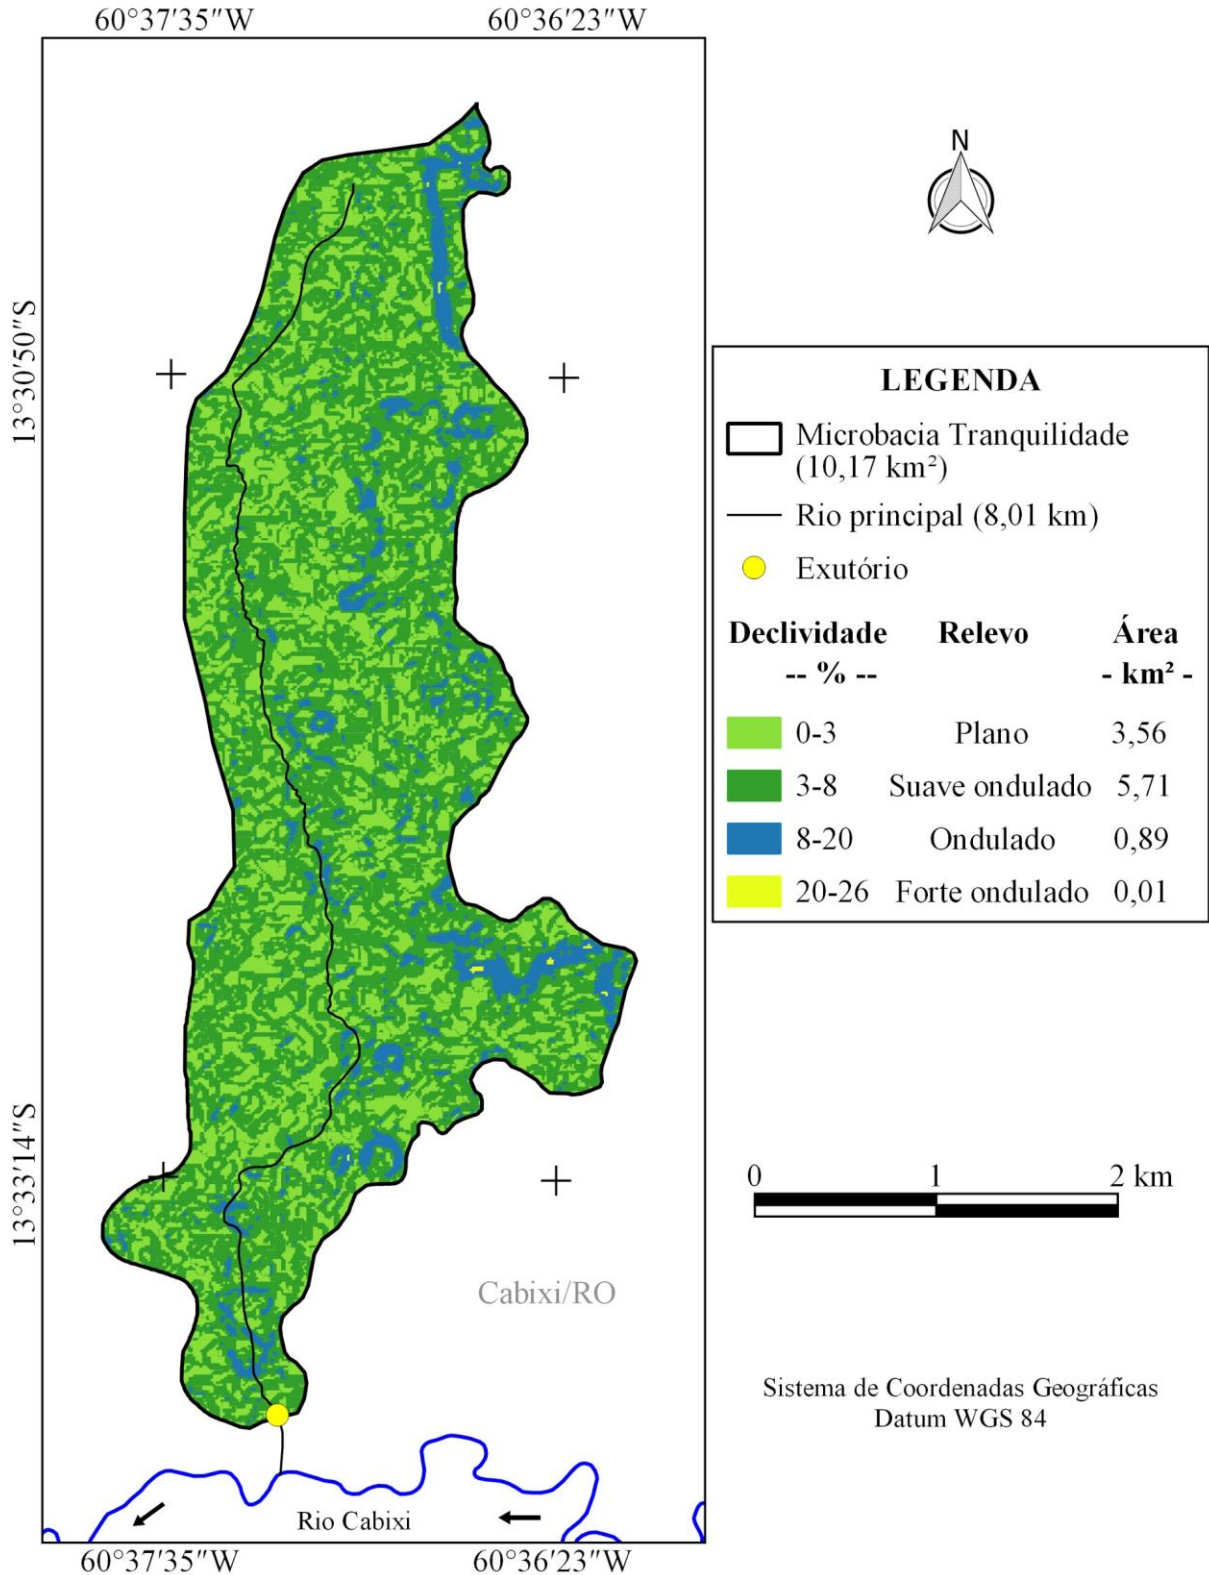 60°37'35"W 60°36'23"W
N
13°30'50"S
LEGENDA
Microbacia Tranquilidade
(10,17 km²)
Rio principal (8,01 km)
Exutório
Declividade Relevo Área
-- % -- - km² -
0-3 Plano 3,56
3-8 Suave ondulado 5,71
8-20 Ondulado 0,89
20-26 Forte ondulado 0,01
13°33'14"S
0 1 2 km
Cabixi/RO
Sistema de Coordenadas Geográficas
Datum WGS 84
Rio Cabixi
60°37'35"W 60°36'23"W